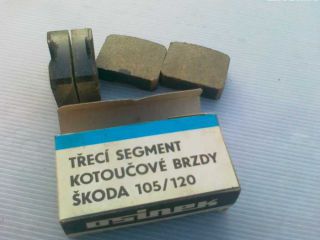 TŘECÍ SEGMENT
KOTOUČOVÉ BRZDY
ŠKODA 105/120
osinek